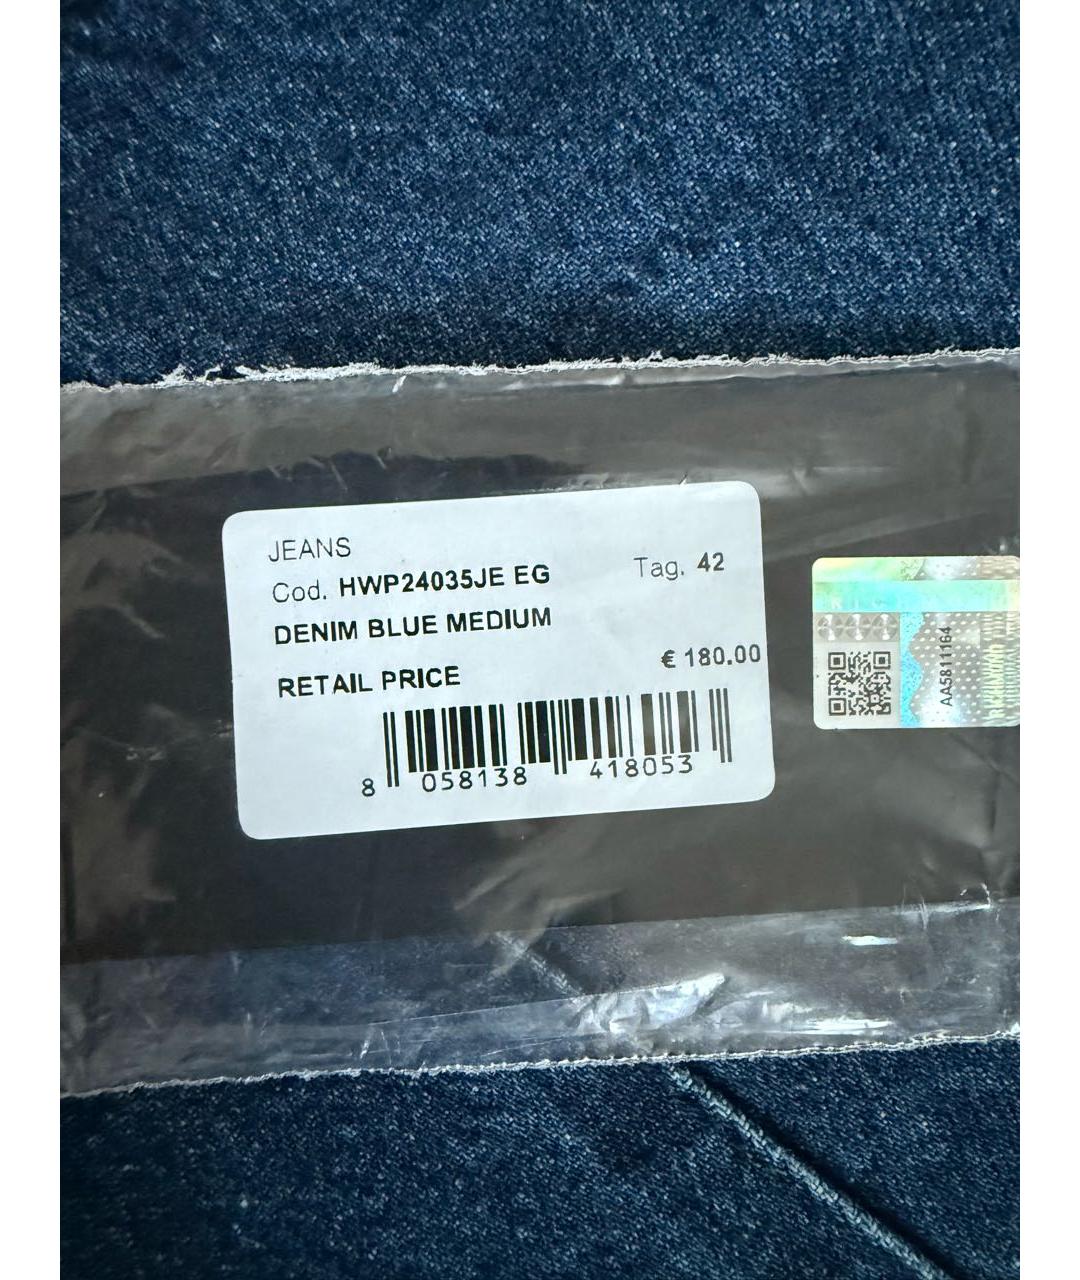 JEANS
Cod. HWP24035JE EG
Tag. 42
DENIM BLUE MEDIUM
RETAIL PRICE
€ 180.00
8 058138 418053
AA5811164